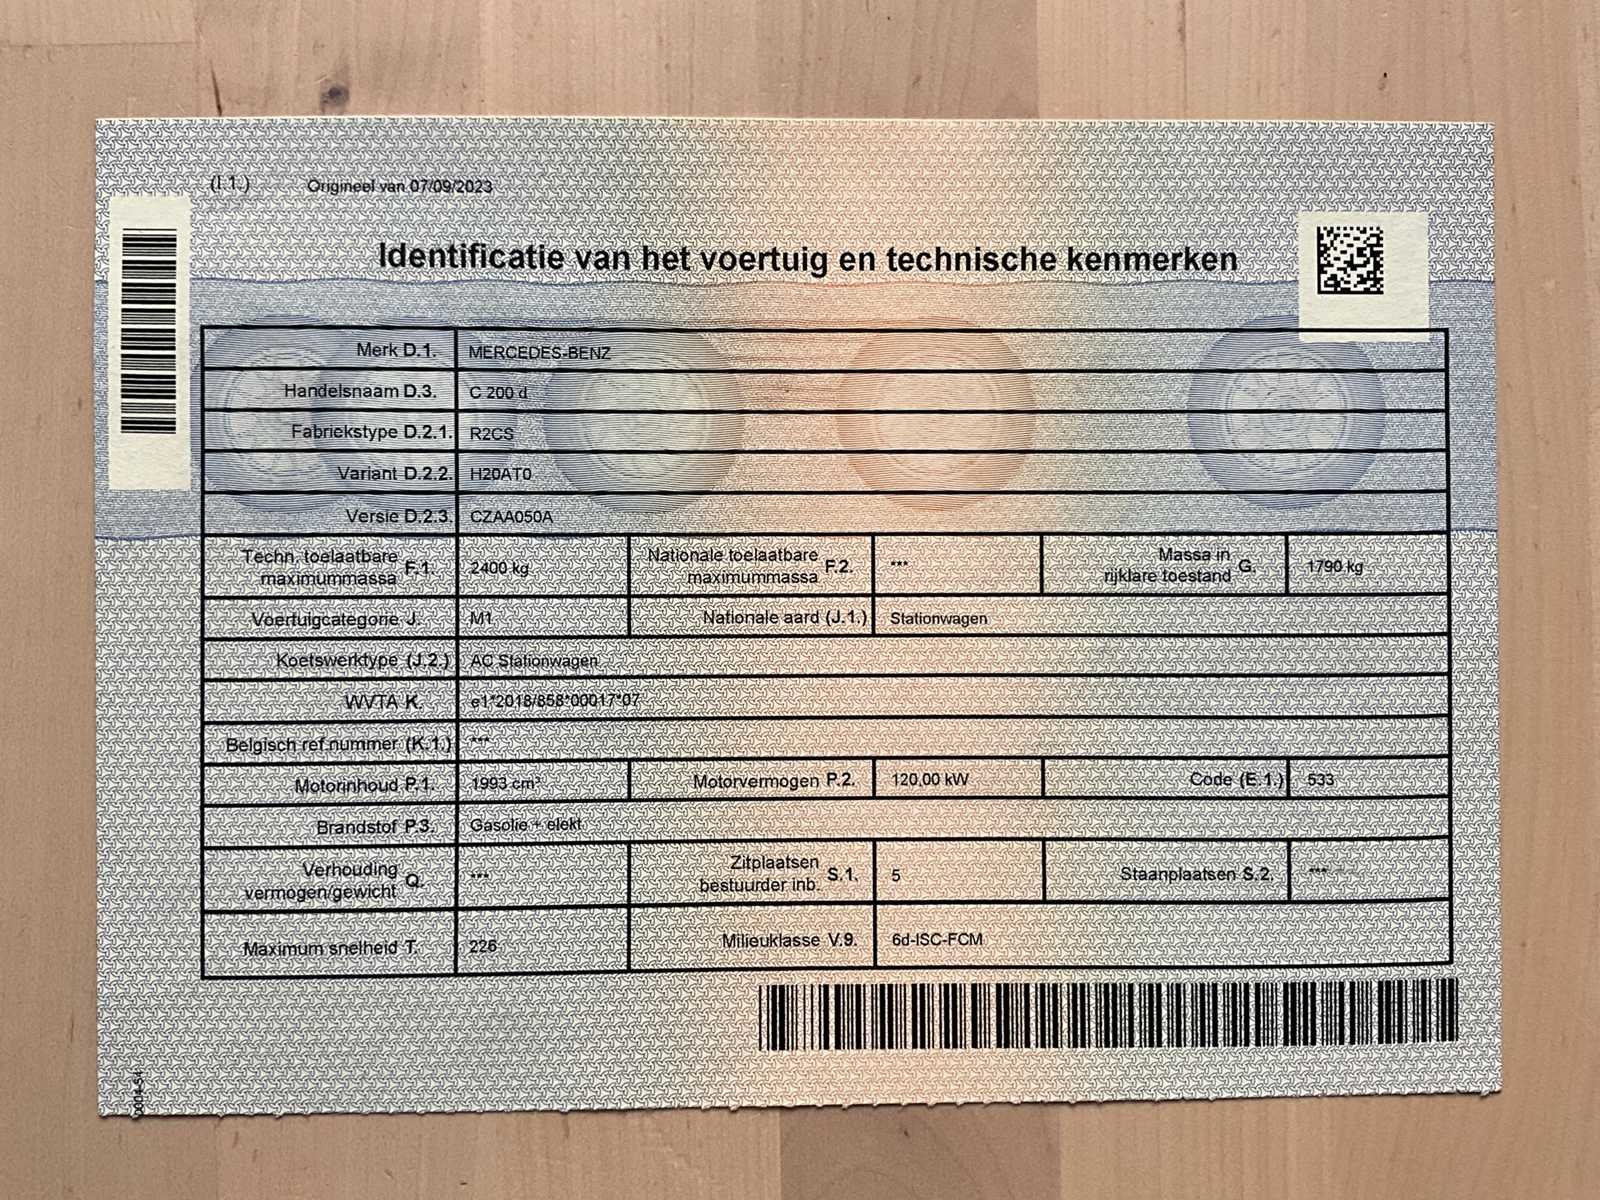 (I.1.) Origineel van 07/09/2023
Identificatie van het voertuig en technische kenmerken
Merk D.1. MERCEDES-BENZ
Handelsnaam D.3. C 200 d
Fabriekstype D.2.1. R2CS
Variant D.2.2. H20AT0
Versie D.2.3. CZAA050A
Techn. toelaatbare maximummassa F.1. 2400 kg Nationale toelaatbare maximummassa F.2. *** Massa in rijklare toestand G. 1790 kg
Voertuigcategorie J. M1 Nationale aard (J.1.) Stationwagen
Koetswerktype (J.2.) AC Stationwagen
WVTA K. e1*2018/858*00017*07
Belgisch ref.nummer (K.1.) ***
Motorinhoud P.1. 1993 cm³ Motorvermogen P.2. 120,00 kW Code (E.1.) 533
Brandstof P.3. Gasolie + elekt
Verhouding vermogen/gewicht Q. *** Zitplaatsen bestuurder inb. S.1. 5 Staanplaatsen S.2. ***
Maximum snelheid T. 226 Milieuklasse V.9. 6d-ISC-FCM
0004-54